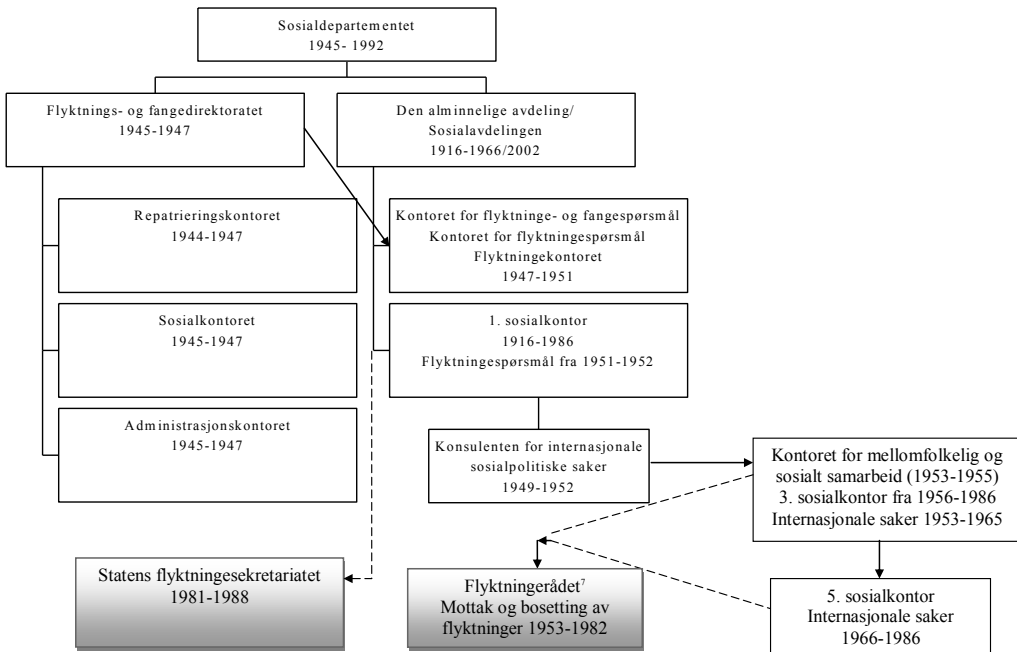 Sosialdepartementet
1945- 1992
Flyktnings- og fangedirektoratet
1945-1947
Den alminnelige avdeling/
Sosialavdelingen
1916-1966/2002
Repatrieringskontoret
1944-1947
Kontoret for flyktninge- og fangespørsmål
Kontoret for flyktningespørsmål
Flyktningekontoret
1947-1951
Sosialkontoret
1945-1947
1. sosialkontor
1916-1986
Flyktningespørsmål fra 1951-1952
Administrasjonskontoret
1945-1947
Konsulenten for internasjonale
sosialpolitiske saker
1949-1952
Kontoret for mellomfolkelig og
sosialt samarbeid (1953-1955)
3. sosialkontor fra 1956-1986
Internasjonale saker 1953-1965
Statens flyktningesekretariatet
1981-1988
Flyktningerådet⁷
Mottak og bosetting av
flyktninger 1953-1982
5. sosialkontor
Internasjonale saker
1966-1986